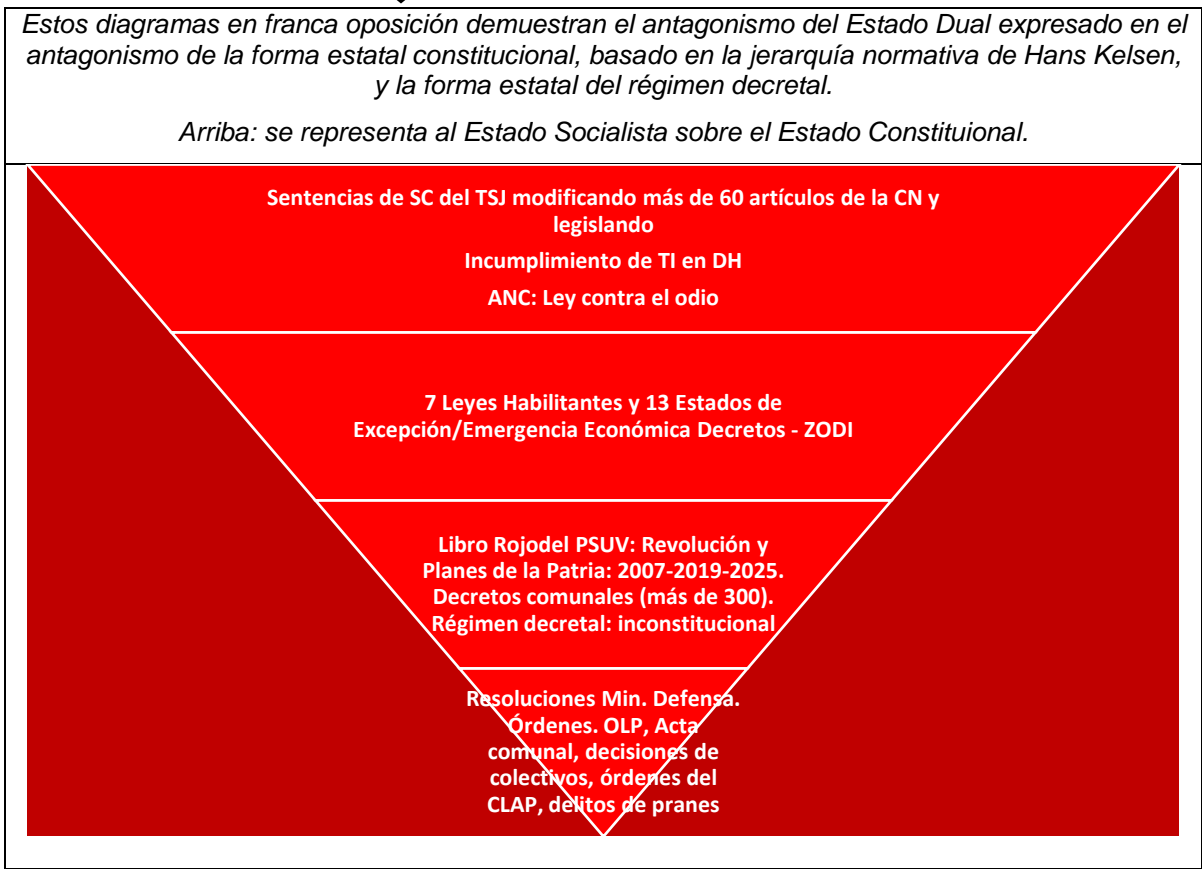 Estos diagramas en franca oposición demuestran el antagonismo del Estado Dual expresado en el
antagonismo de la forma estatal constitucional, basado en la jerarquía normativa de Hans Kelsen,
y la forma estatal del régimen decretal.
Arriba: se representa al Estado Socialista sobre el Estado Constituional.
Sentencias de SC del TSJ modificando más de 60 artículos de la CN y
legislando
Incumplimiento de TI en DH
ANC: Ley contra el odio
7 Leyes Habilitantes y 13 Estados de
Excepción/Emergencia Económica Decretos - ZODI
Libro Rojodel PSUV: Revolución y
Planes de la Patria: 2007-2019-2025.
Decretos comunales (más de 300).
Régimen decretal: inconstitucional
Resoluciones Min. Defensa.
Órdenes. OLP, Acta
comunal, decisiones de
colectivos, órdenes del
CLAP, delitos de pranes